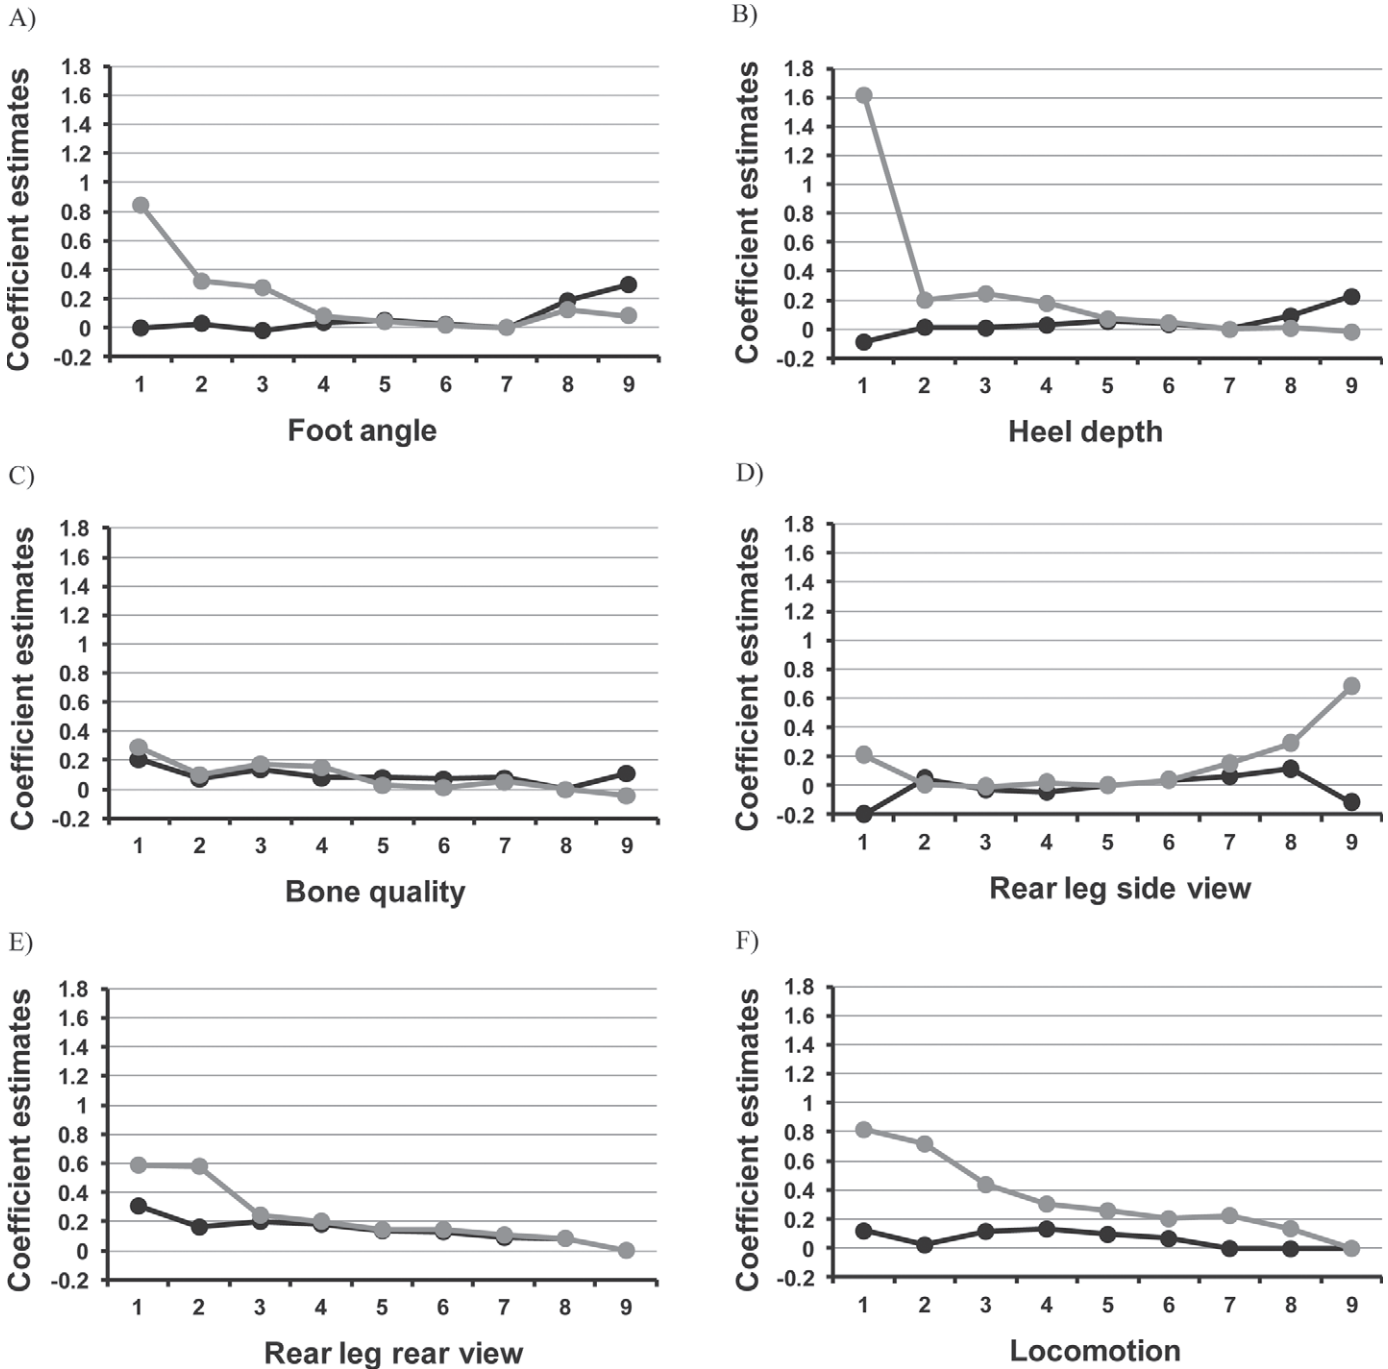 A)
Coefficient estimates
1.8
1.6
1.4
1.2
1
0.8
0.6
0.4
0.2
0
-0.2
1 2 3 4 5 6 7 8 9
Foot angle
B)
Coefficient estimates
1.8
1.6
1.4
1.2
1
0.8
0.6
0.4
0.2
0
-0.2
1 2 3 4 5 6 7 8 9
Heel depth
C)
Coefficient estimates
1.8
1.6
1.4
1.2
1
0.8
0.6
0.4
0.2
0
-0.2
1 2 3 4 5 6 7 8 9
Bone quality
D)
Coefficient estimates
1.8
1.6
1.4
1.2
1
0.8
0.6
0.4
0.2
0
-0.2
1 2 3 4 5 6 7 8 9
Rear leg side view
E)
Coefficient estimates
1.8
1.6
1.4
1.2
1
0.8
0.6
0.4
0.2
0
-0.2
1 2 3 4 5 6 7 8 9
Rear leg rear view
F)
Coefficient estimates
1.8
1.6
1.4
1.2
1
0.8
0.6
0.4
0.2
0
-0.2
1 2 3 4 5 6 7 8 9
Locomotion